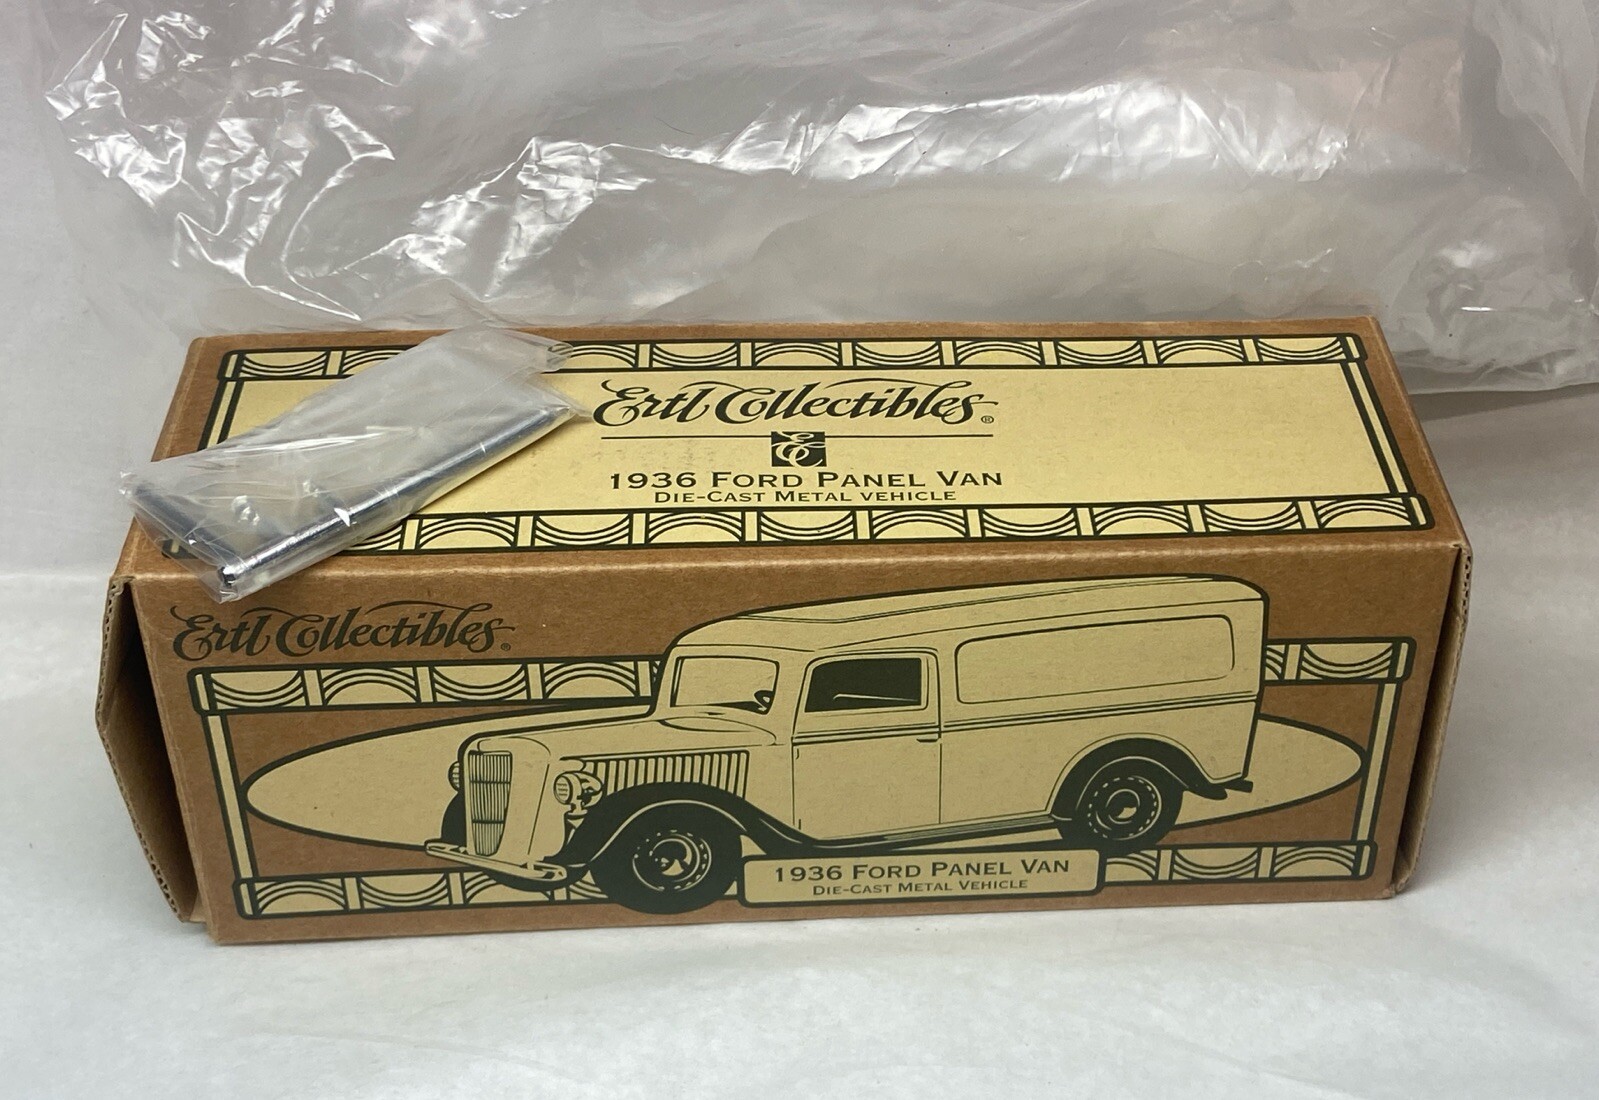 Ertl Collectibles®
EC
1936 FORD PANEL VAN
DIE-CAST METAL VEHICLE
Ertl Collectibles®
1936 FORD PANEL VAN
DIE-CAST METAL VEHICLE